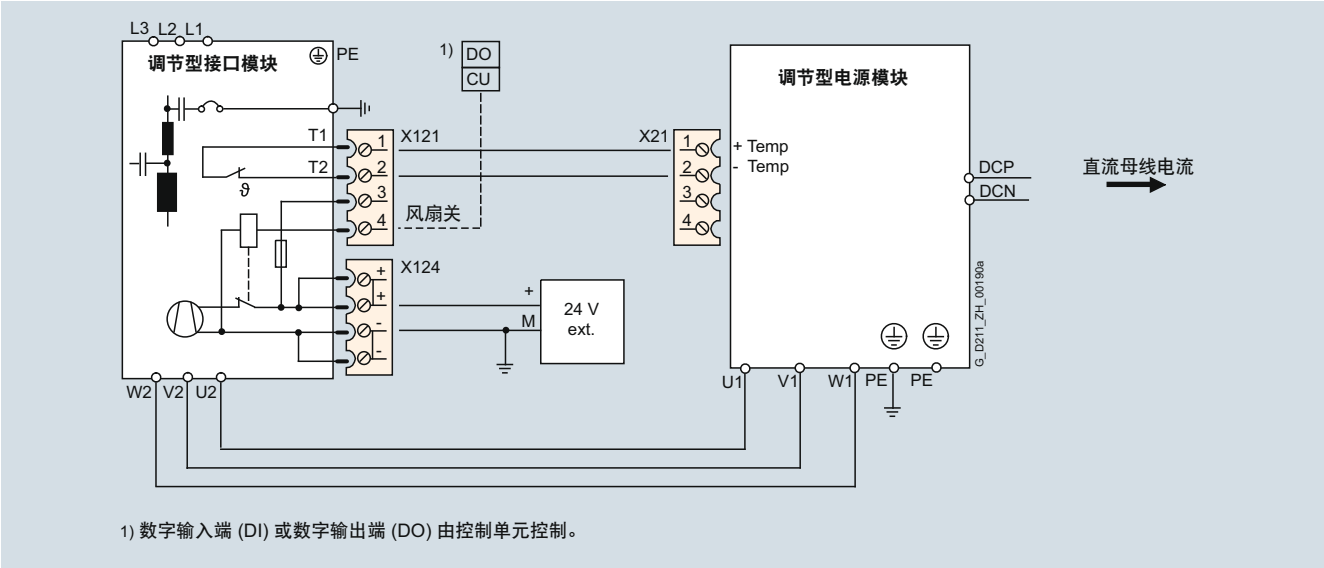 L3 L2 L1
调节型接口模块
PE
1) DO
CU
调节型电源模块
T1
X121
1
X21
1
+ Temp
T2
2
2
- Temp
DCP
直流母线电流
ϑ
3
3
DCN
4
风扇关
4
X124
+
+
-
-
+
M
24 V
ext.
G_D211_ZH_00190a
W2 V2 U2
U1 V1 W1 PE PE
1) 数字输入端 (DI) 或数字输出端 (DO) 由控制单元控制。